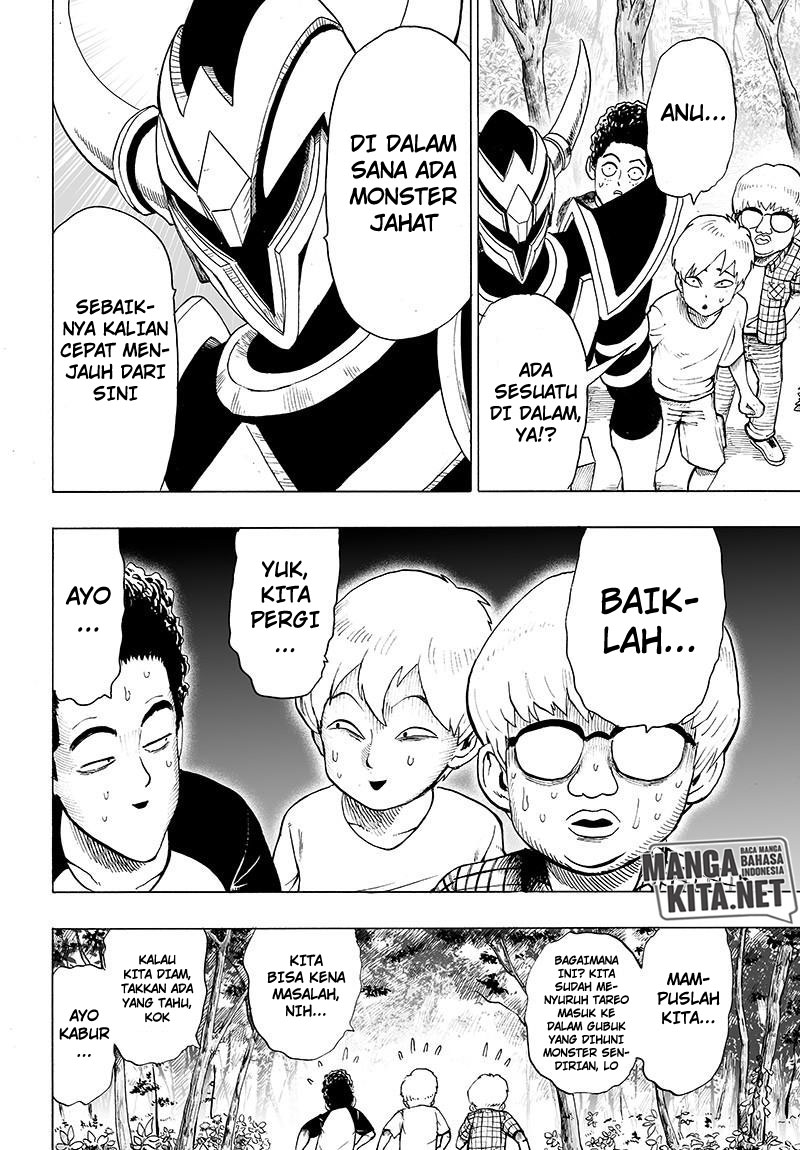 ANU...
ADA
SESUATU
DI DALAM,
YA!?
DI DALAM
SANA ADA
MONSTER
JAHAT
SEBAIK-
NYA KALIAN
CEPAT MEN-
JAUH DARI
SINI
BAIK-
LAH...
YUK,
KITA
PERGI
...
AYO
...
MANGA
KITA.NET
BACA MANGA
BAHASA
INDONESIA
MAM-
PUSLAH
KITA...
BAGAIMANA
INI? KITA
SUDAH ME-
NYURUH TAREO
MASUK KE
DALAM GUBUK
YANG DIHUNI
MONSTER SEN-
DIRIAN, LO
KITA
BISA KENA
MASALAH,
NIH...
KALAU
KITA DIAM,
TAKKAN ADA
YANG TAHU,
KOK
AYO
KABUR
...